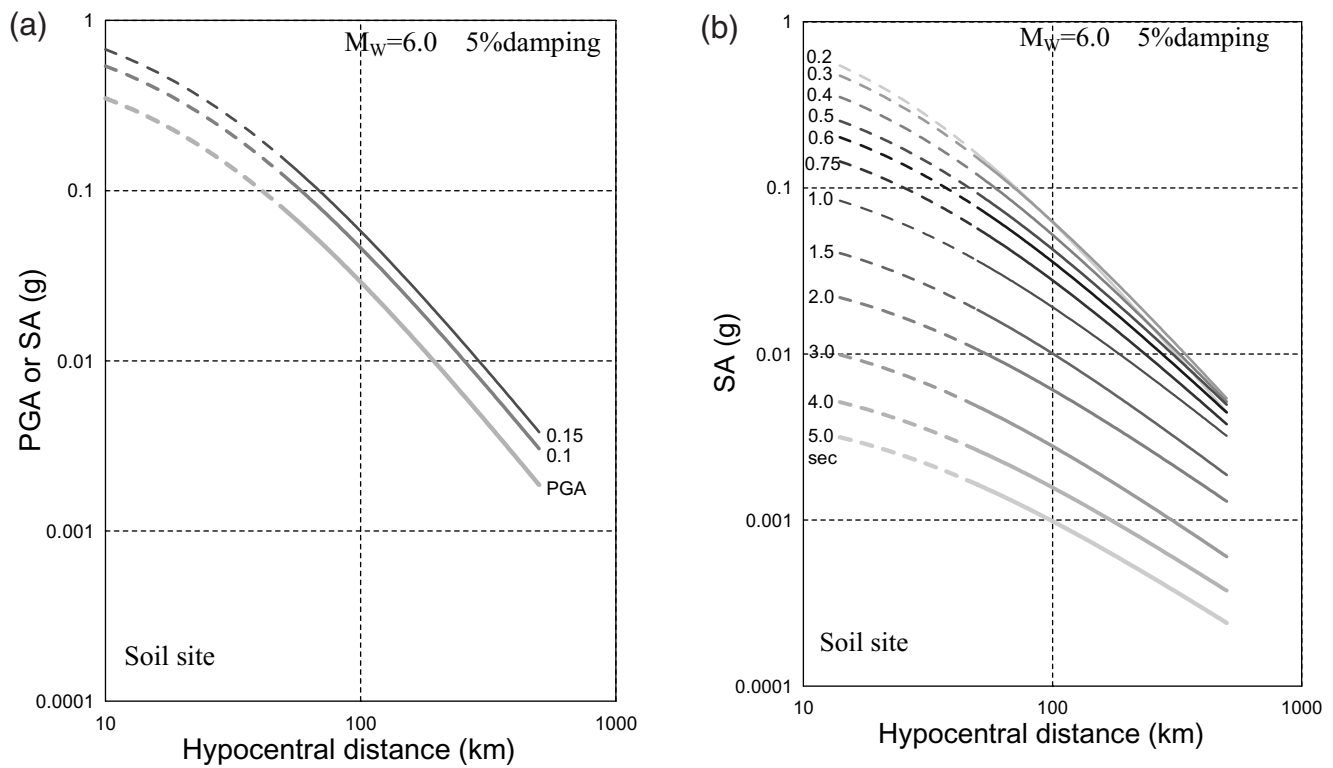 (a)
1
0.1
0.01
0.001
0.0001
10
100
1000
PGA or SA (g)
Hypocentral distance (km)
M_W=6.0 5%damping
0.15
0.1
PGA
Soil site
(b)
1
0.1
0.01
0.001
0.0001
10
100
1000
SA (g)
Hypocentral distance (km)
M_W=6.0 5%damping
0.2
0.3
0.4
0.5
0.6
0.75
1.0
1.5
2.0
3.0
4.0
5.0
sec
Soil site